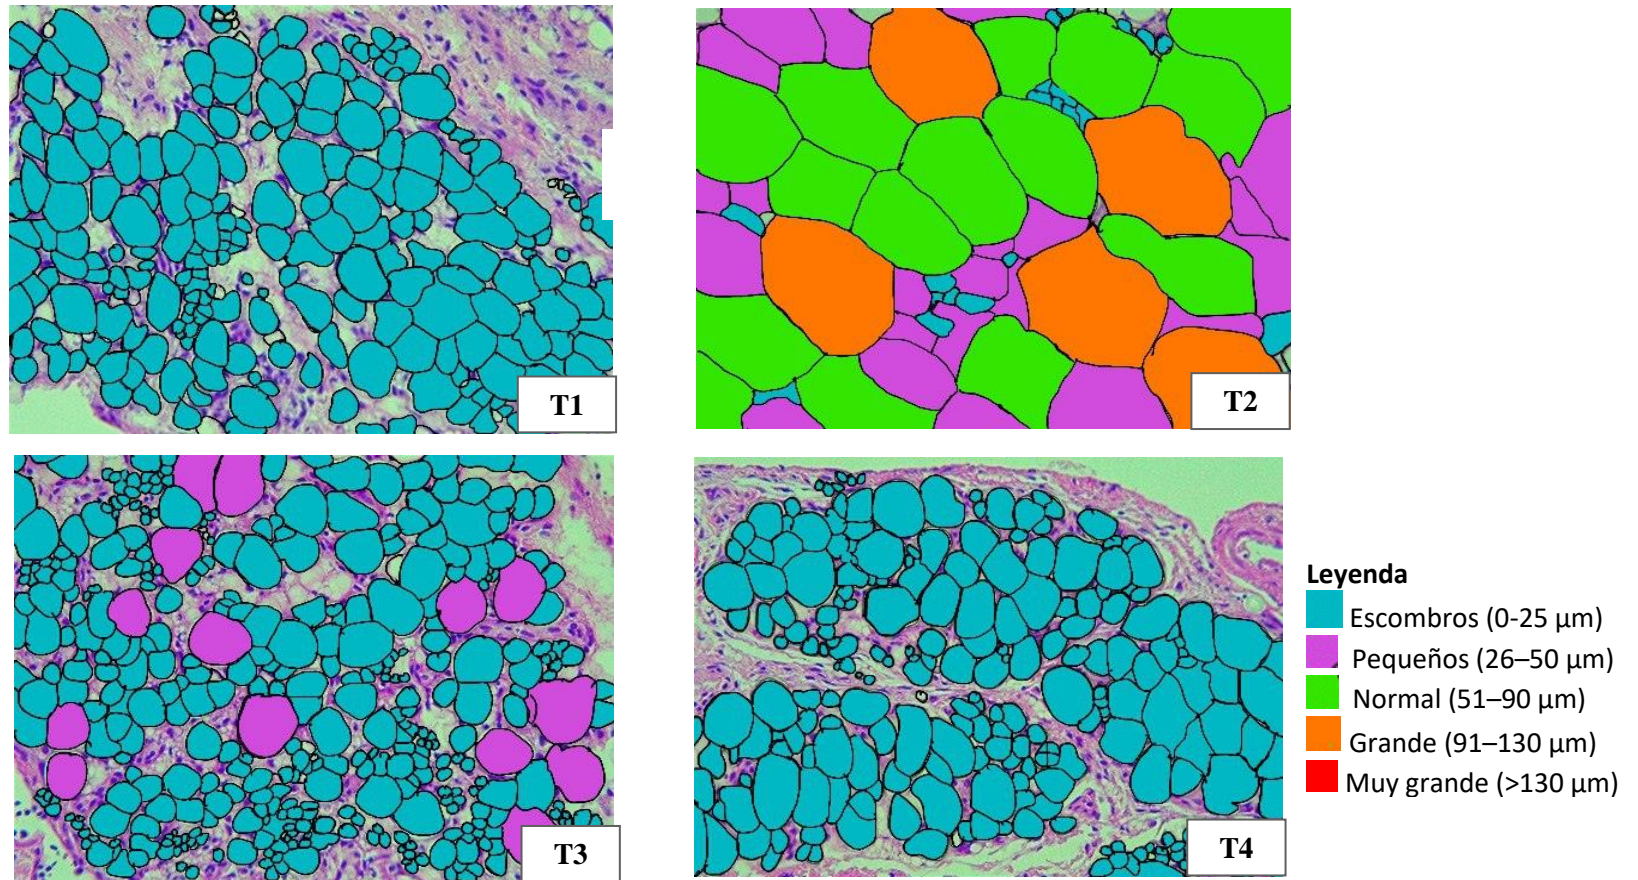 T1
T2
T3
T4
Leyenda
Escombros (0-25 µm)
Pequeños (26–50 µm)
Normal (51–90 µm)
Grande (91–130 µm)
Muy grande (>130 µm)